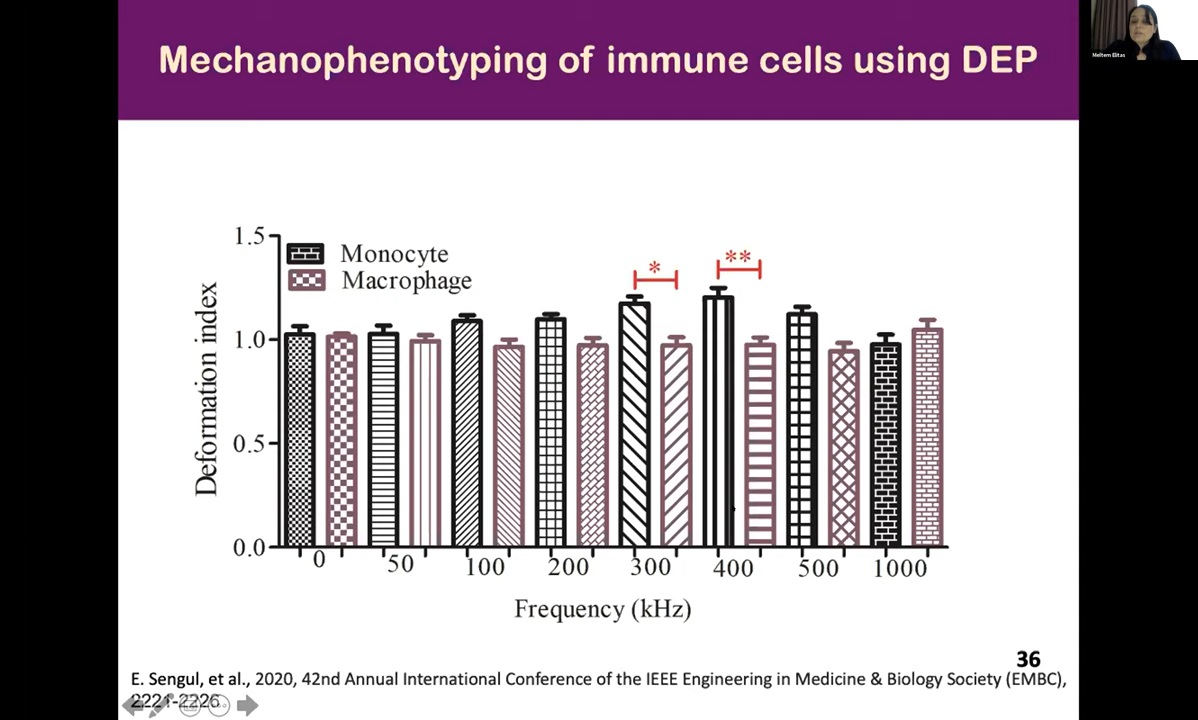 Mechanophenotyping of immune cells using DEP
Meltem Elitas
1.5
Monocyte
Macrophage
*
**
1.0
0.5
0.0
Deformation index
0
50
100
200
300
400
500
1000
Frequency (kHz)
36
E. Sengul, et al., 2020, 42nd Annual International Conference of the IEEE Engineering in Medicine & Biology Society (EMBC),
2221-2226